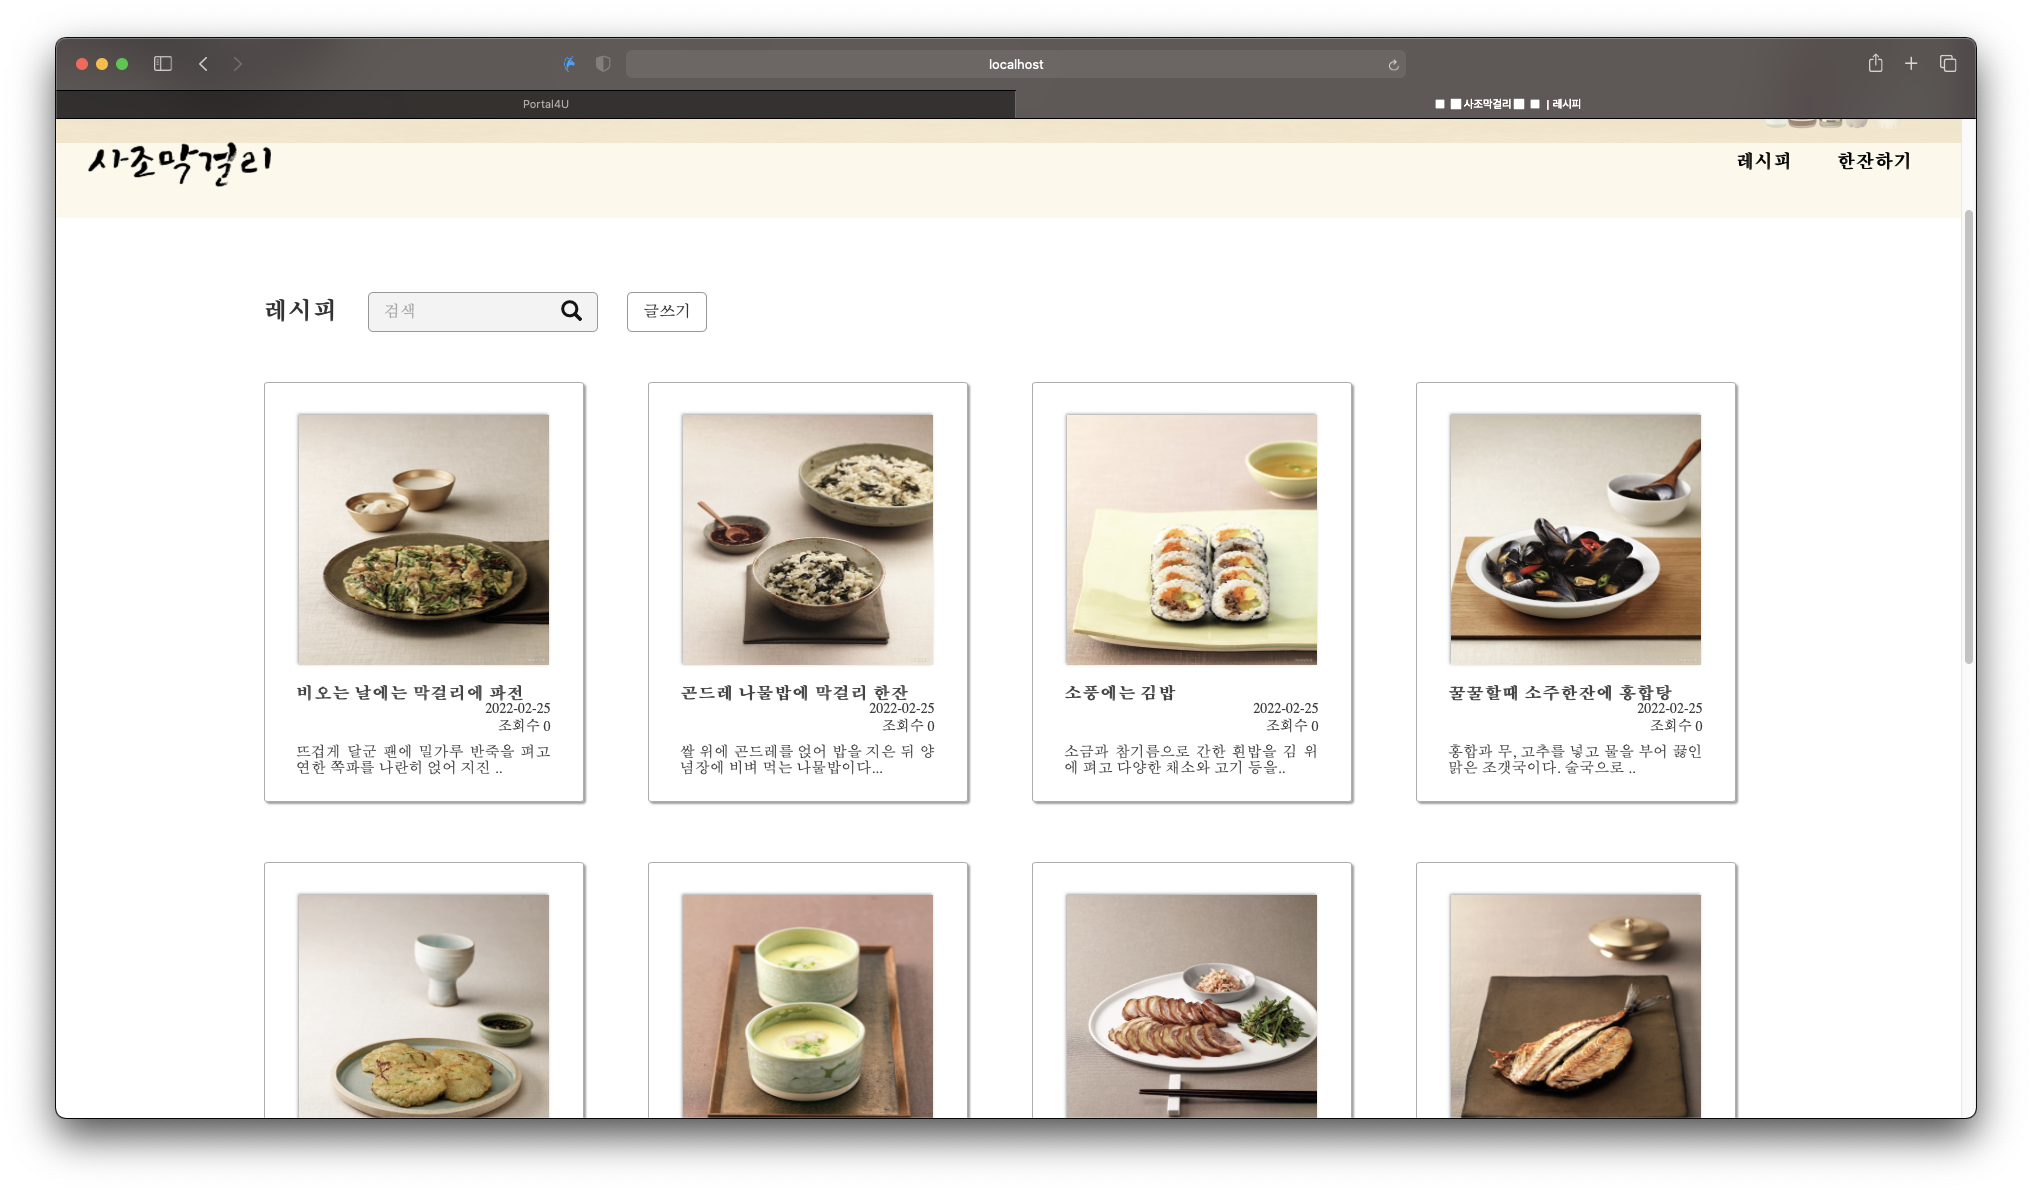 localhost
Portal4U
사조막걸리 | 레시피
사조막걸리
레시피 한잔하기
레시피
검색
글쓰기
비오는 날에는 막걸리에 파전
2022-02-25
조회수 0
뜨겁게 달군 팬에 밀가루 반죽을 펴고
연한 쪽파를 나란히 얹어 지진 ..
곤드레 나물밥에 막걸리 한잔
2022-02-25
조회수 0
쌀 위에 곤드레를 얹어 밥을 지은 뒤 양
념장에 비벼 먹는 나물밥이다...
소풍에는 김밥
2022-02-25
조회수 0
소금과 참기름으로 간한 흰밥을 김 위
에 펴고 다양한 채소와 고기 등을..
꿀꿀할때 소주한잔에 홍합탕
2022-02-25
조회수 0
홍합과 무, 고추를 넣고 물을 부어 끓인
맑은 조갯국이다. 술국으로 ..